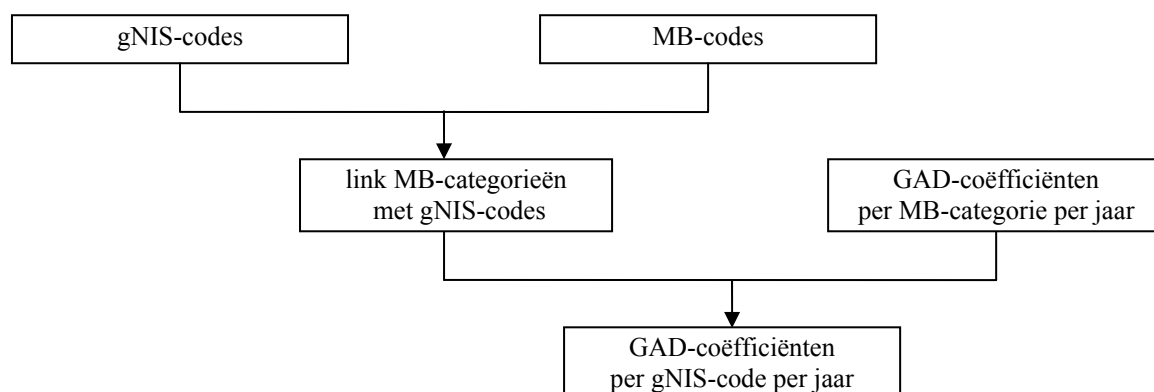 gNIS-codes
MB-codes
link MB-categorieën
met gNIS-codes
GAD-coëfficiënten
per MB-categorie per jaar
GAD-coëfficiënten
per gNIS-code per jaar